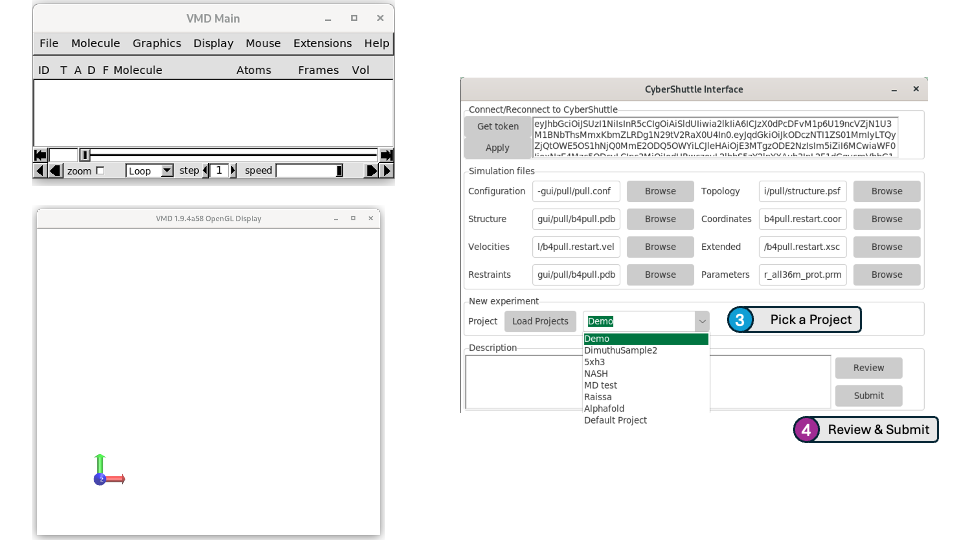 VMD Main
File Molecule Graphics Display Mouse Extensions Help
ID T A D F Molecule Atoms Frames Vol
zoom Loop step 1 speed
VMD 1.9.4a58 OpenGL Display
CyberShuttle Interface
Connect/Reconnect to CyberShuttle
Get token
Apply
Simulation files
Configuration -gui/pull/pull.conf Browse Topology i/pull/structure.psf Browse
Structure gui/pull/b4pull.pdb Browse Coordinates b4pull.restart.coor Browse
Velocities l/b4pull.restart.vel Browse Extended /b4pull.restart.xsc Browse
Restraints gui/pull/b4pull.pdb Browse Parameters r_all36m_prot.prm Browse
New experiment
Project Load Projects Demo
3 Pick a Project
Demo
DimuthuSample2
5xh3
NASH
MD test
Raissa
Alphafold
Default Project
Description
Review
Submit
4 Review & Submit